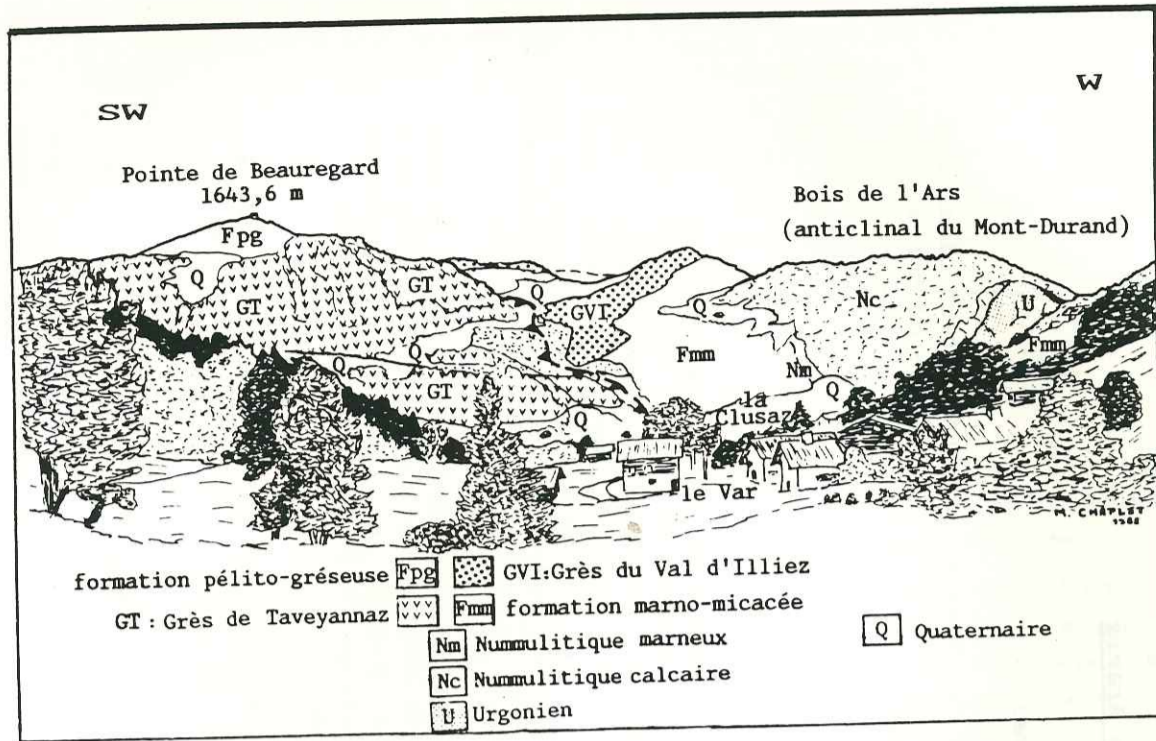 SW
W
Pointe de Beauregard
1643,6 m
Bois de l'Ars
(anticlinal du Mont-Durand)
Fpg
Q
GT
GT
Q
GVI
Q
Nc
U
Fmm
Fmm
Nm
Q
Q
Q
GT
Q
la
Clusaz
le Var
M. CHAPLET
1988
formation pélito-gréseuse Fpg
GVI:Grès du Val d'Illiez
GT : Grès de Taveyannaz
Fmm formation marno-micacée
Nm Nummulitique marneux
Q Quaternaire
Nc Nummulitique calcaire
U Urgonien